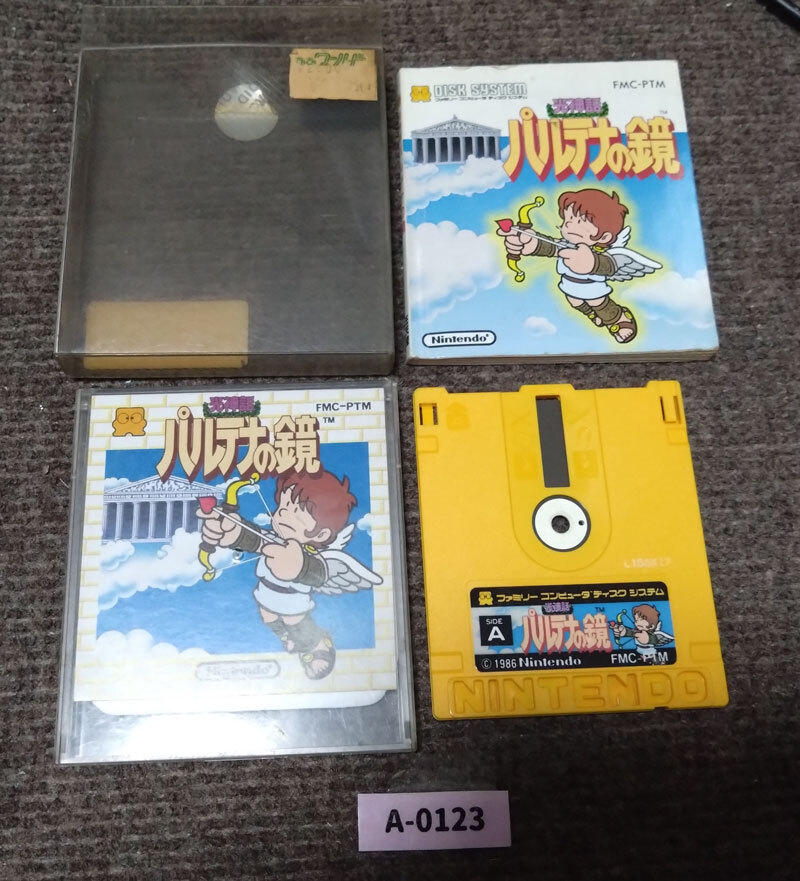 DISK SYSTEM
ファミリー コンピュータ ディスク システム
FMC-PTM
光神話
パルテナの鏡
TM
Nintendo
FMC-PTM
光神話
パルテナの鏡
TM
Nintendo
ファミリー コンピュータ ディスク システム
SIDE
A
光神話
パルテナの鏡
TM
© 1986 Nintendo
FMC-PTM
NINTENDO
A-0123